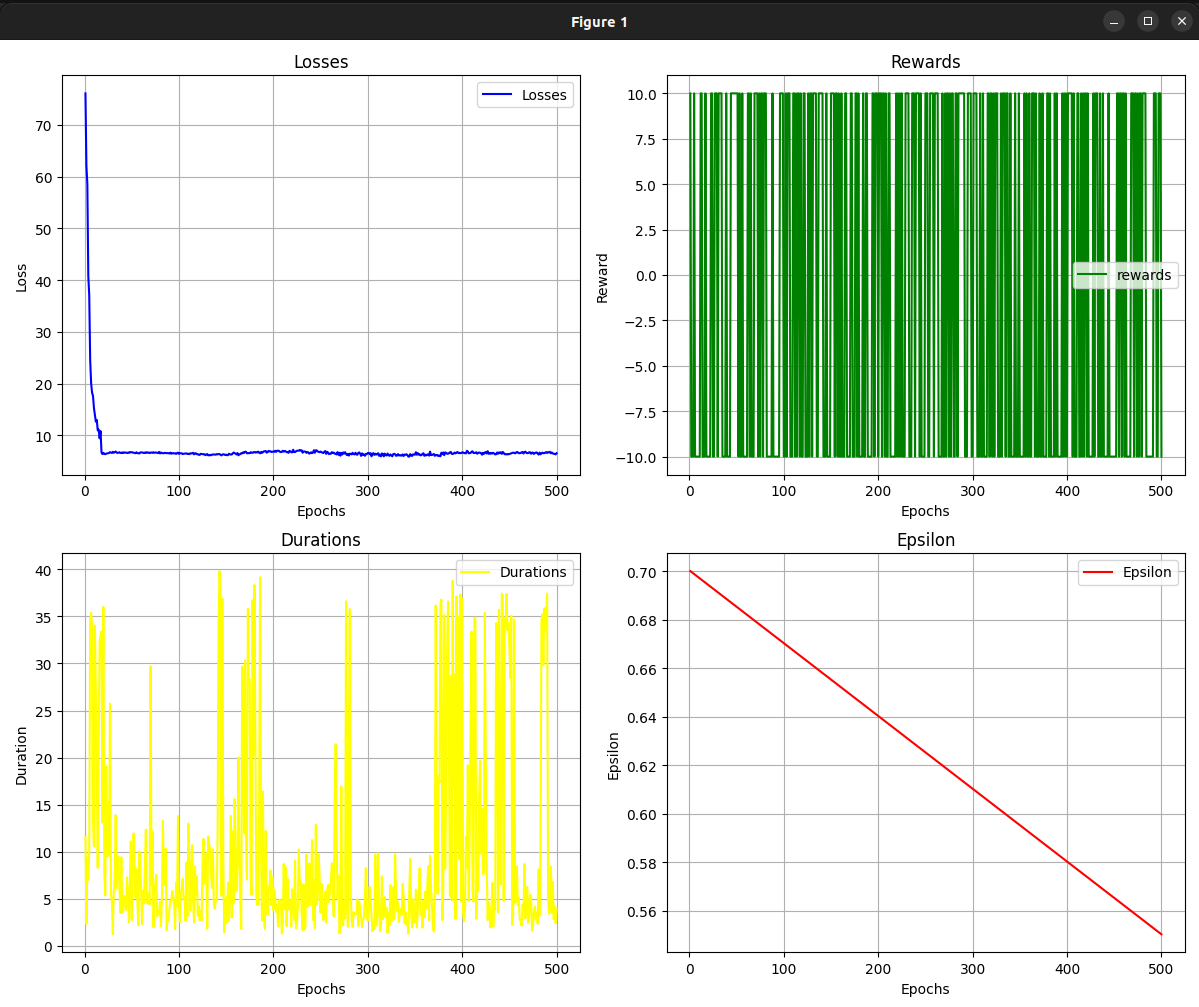 Figure 1
Losses
Losses
Loss
70
60
50
40
30
20
10
0 100 200 300 400 500
Epochs
Rewards
rewards
Reward
10.0
7.5
5.0
2.5
0.0
−2.5
−5.0
−7.5
−10.0
0 100 200 300 400 500
Epochs
Durations
Durations
Duration
40
35
30
25
20
15
10
5
0
0 100 200 300 400 500
Epochs
Epsilon
Epsilon
Epsilon
0.70
0.68
0.66
0.64
0.62
0.60
0.58
0.56
0 100 200 300 400 500
Epochs